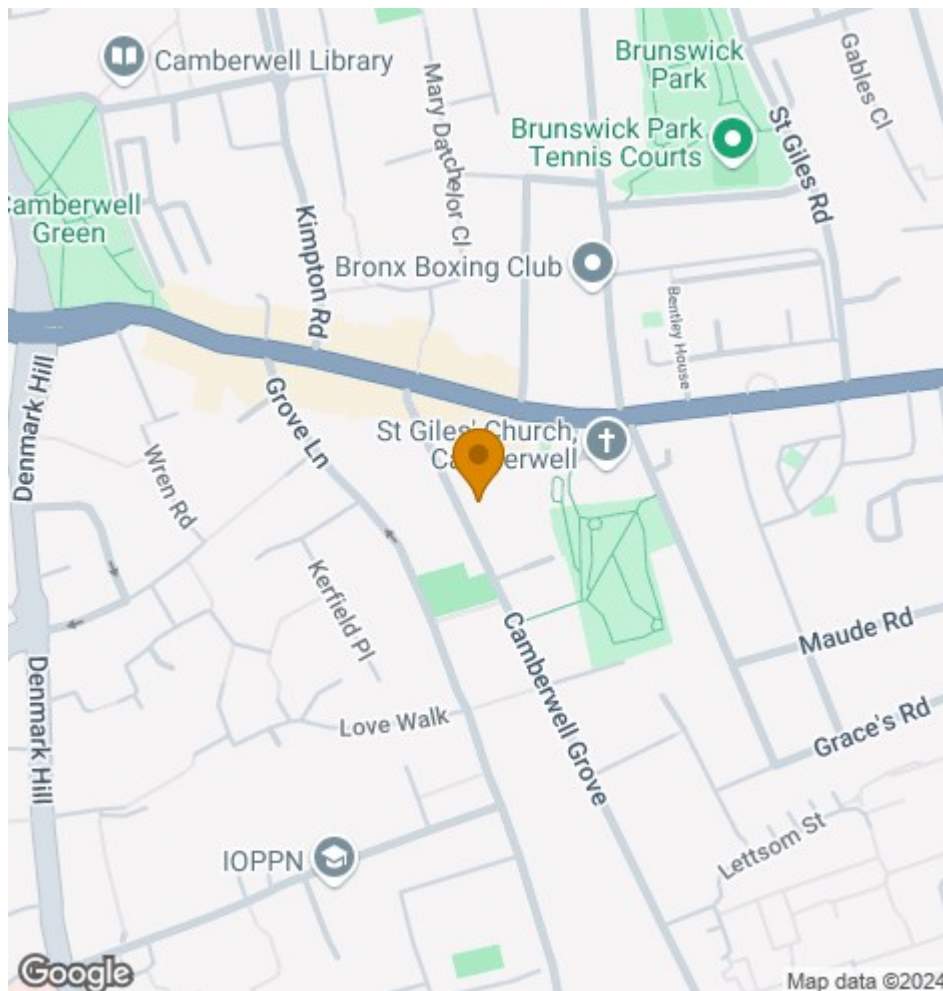 Camberwell Library
Brunswick
Park
Gables Cl
Mary Datchelor Cl
Brunswick Park
Tennis Courts
St Giles Rd
Camberwell
Green
Kimpton Rd
Bronx Boxing Club
Bentley House
Denmark Hill
Grove Ln
St Giles' Church,
Camberwell
Wren Rd
Kerfield Pl
Camberwell Grove
Maude Rd
Denmark Hill
Love Walk
Grace's Rd
Lettsom St
IOPPN
Google
Map data ©2024